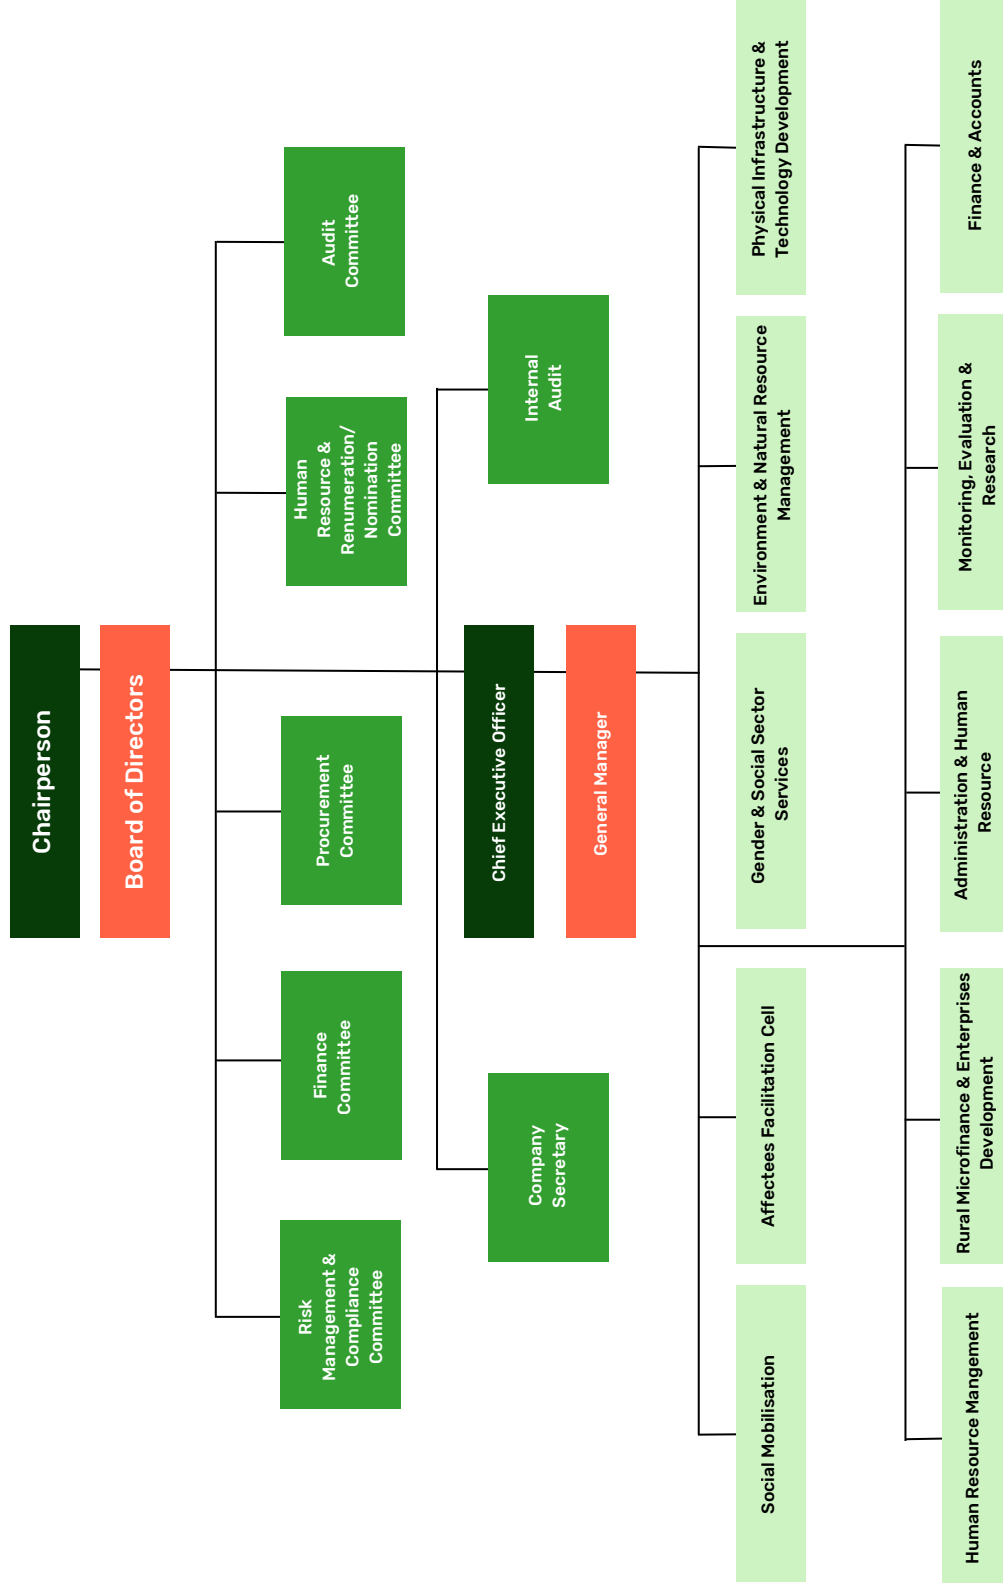 Chairperson
Board of Directors
Risk
Management &
Compliance
Committee
Finance
Committee
Procurement
Committee
Human
Resource &
Renumeration/
Nomination
Committee
Audit
Committee
Company
Secretary
Internal
Audit
Chief Executive Officer
General Manager
Social Mobilisation
Affectees Facilitation Cell
Gender & Social Sector
Services
Environment & Natural Resource
Management
Physical Infrastructure &
Technology Development
Human Resource Mangement
Rural Microfinance & Enterprises
Development
Administration & Human
Resource
Monitoring, Evaluation &
Research
Finance & Accounts